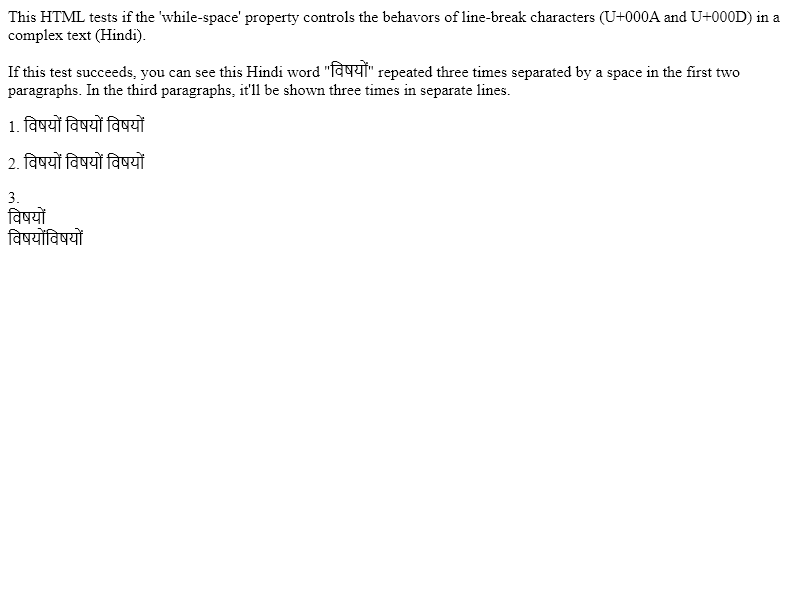 This HTML tests if the 'while-space' property controls the behavors of line-break characters (U+000A and U+000D) in a
complex text (Hindi).
If this test succeeds, you can see this Hindi word "विषयों" repeated three times separated by a space in the first two
paragraphs. In the third paragraphs, it'll be shown three times in separate lines.
1. विषयों विषयों विषयों
2. विषयों विषयों विषयों
3.
विषयों
विषयोंविषयों